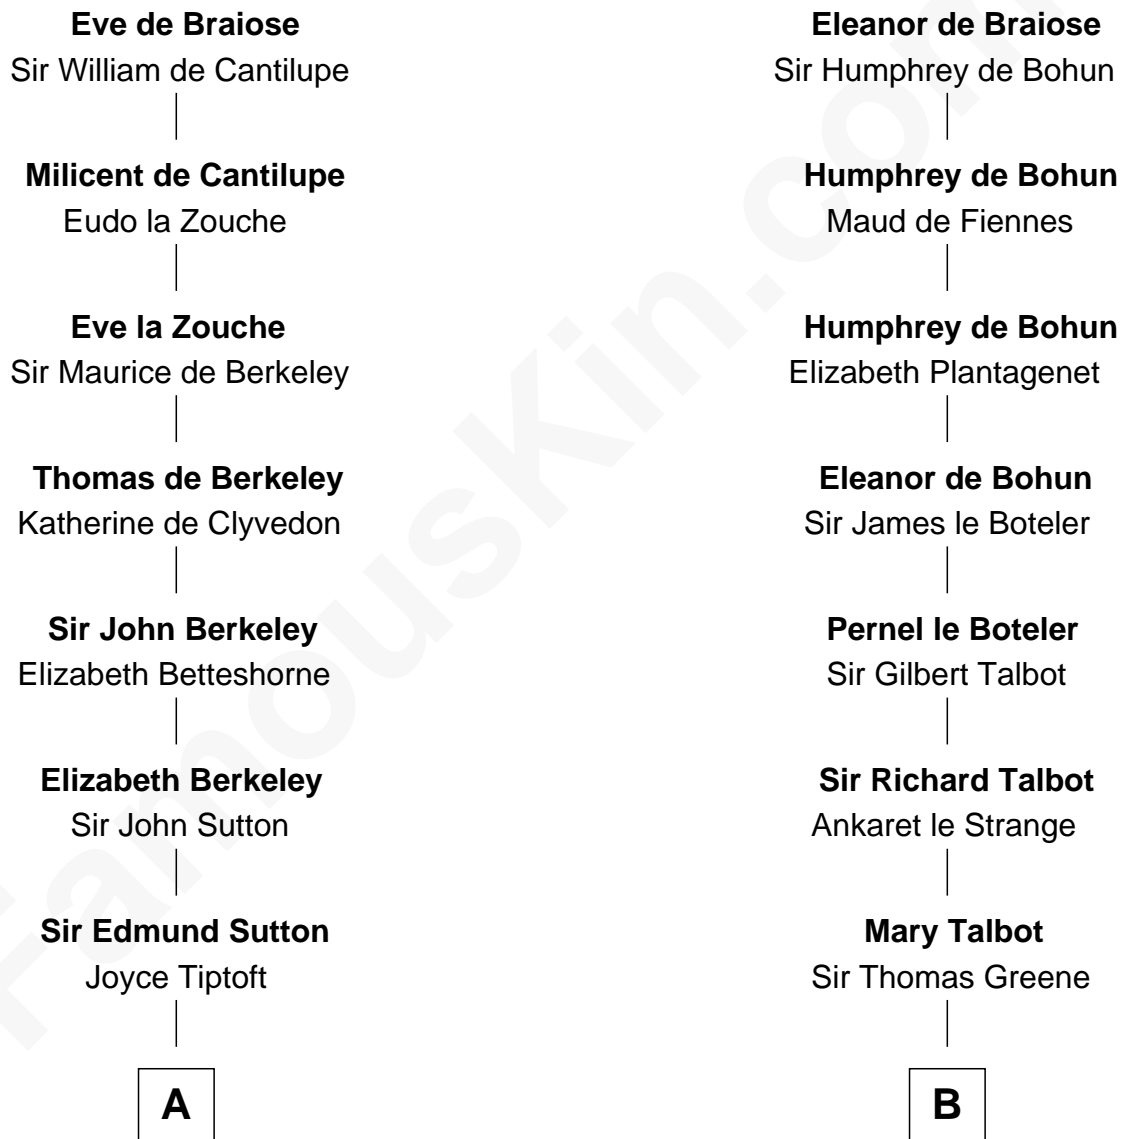 Eve de Braiose
Sir William de Cantilupe
Milicent de Cantilupe
Eudo la Zouche
Eve la Zouche
Sir Maurice de Berkeley
Thomas de Berkeley
Katherine de Clyvedon
Sir John Berkeley
Elizabeth Betteshorne
Elizabeth Berkeley
Sir John Sutton
Sir Edmund Sutton
Joyce Tiptoft
A
Eleanor de Braiose
Sir Humphrey de Bohun
Humphrey de Bohun
Maud de Fiennes
Humphrey de Bohun
Elizabeth Plantagenet
Eleanor de Bohun
Sir James le Boteler
Pernel le Boteler
Sir Gilbert Talbot
Sir Richard Talbot
Ankaret le Strange
Mary Talbot
Sir Thomas Greene
B
FamousKin.com